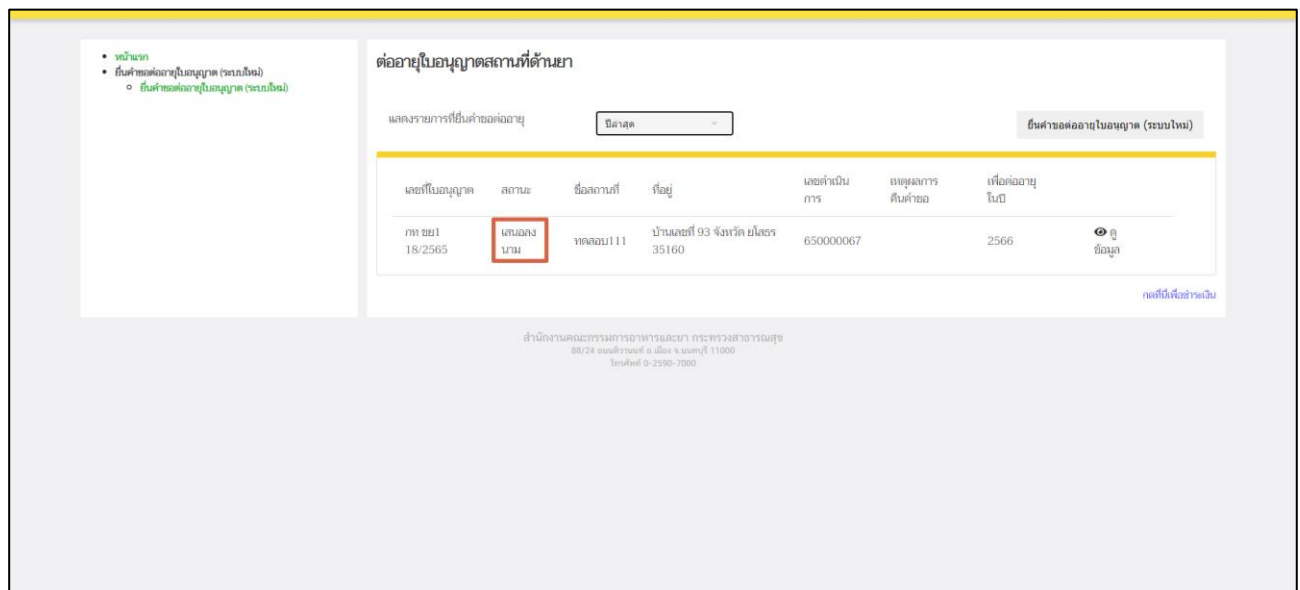 หน้าแรก
ยื่นคำขอต่ออายุใบอนุญาต (ระบบใหม่)
ยื่นคำขอต่ออายุใบอนุญาต (ระบบใหม่)
ต่ออายุใบอนุญาตสถานที่ด้านยา
แสดงรายการที่ยื่นคำขอต่ออายุ
ปีล่าสุด
ยื่นคำขอต่ออายุใบอนุญาต (ระบบใหม่)
เลขที่ใบอนุญาต สถานะ ชื่อสถานที่ ที่อยู่ เลขดำเนิน เหตุผลการ เพื่อต่ออายุ
การ คืนคำขอ ในปี
กท ขย1 เสนอลง ทดสอบ111 บ้านเลขที่ 93 จังหวัด ยโสธร 650000067 2566 ดู
18/2565 นาม 35160 ข้อมูล
กดที่นี่เพื่อชำระเงิน
สำนักงานคณะกรรมการอาหารและยา กระทรวงสาธารณสุข
88/24 ถนนติวานนท์ อ.เมือง จ.นนทบุรี 11000
โทรศัพท์ 0-2590-7000